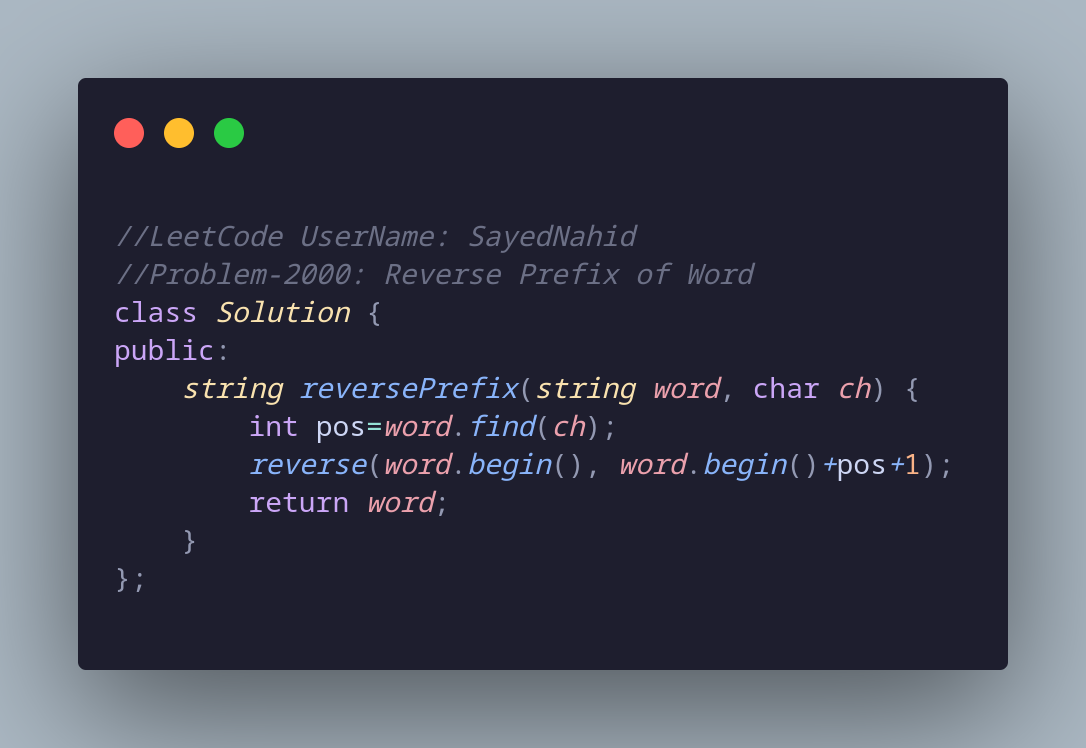 //LeetCode UserName: SayedNahid
//Problem-2000: Reverse Prefix of Word
class Solution {
public:
    string reversePrefix(string word, char ch) {
        int pos=word.find(ch);
        reverse(word.begin(), word.begin()+pos+1);
        return word;
    }
};